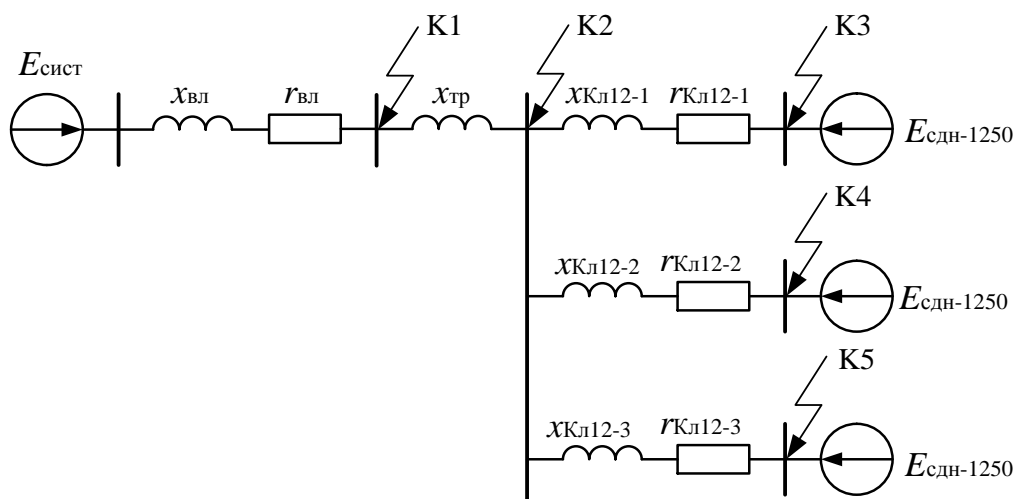 K1
K2
K3
Eсист
xвл
rвл
xтр
xКл12-1
rКл12-1
Eсдн-1250
K4
xКл12-2
rКл12-2
Eсдн-1250
K5
xКл12-3
rКл12-3
Eсдн-1250